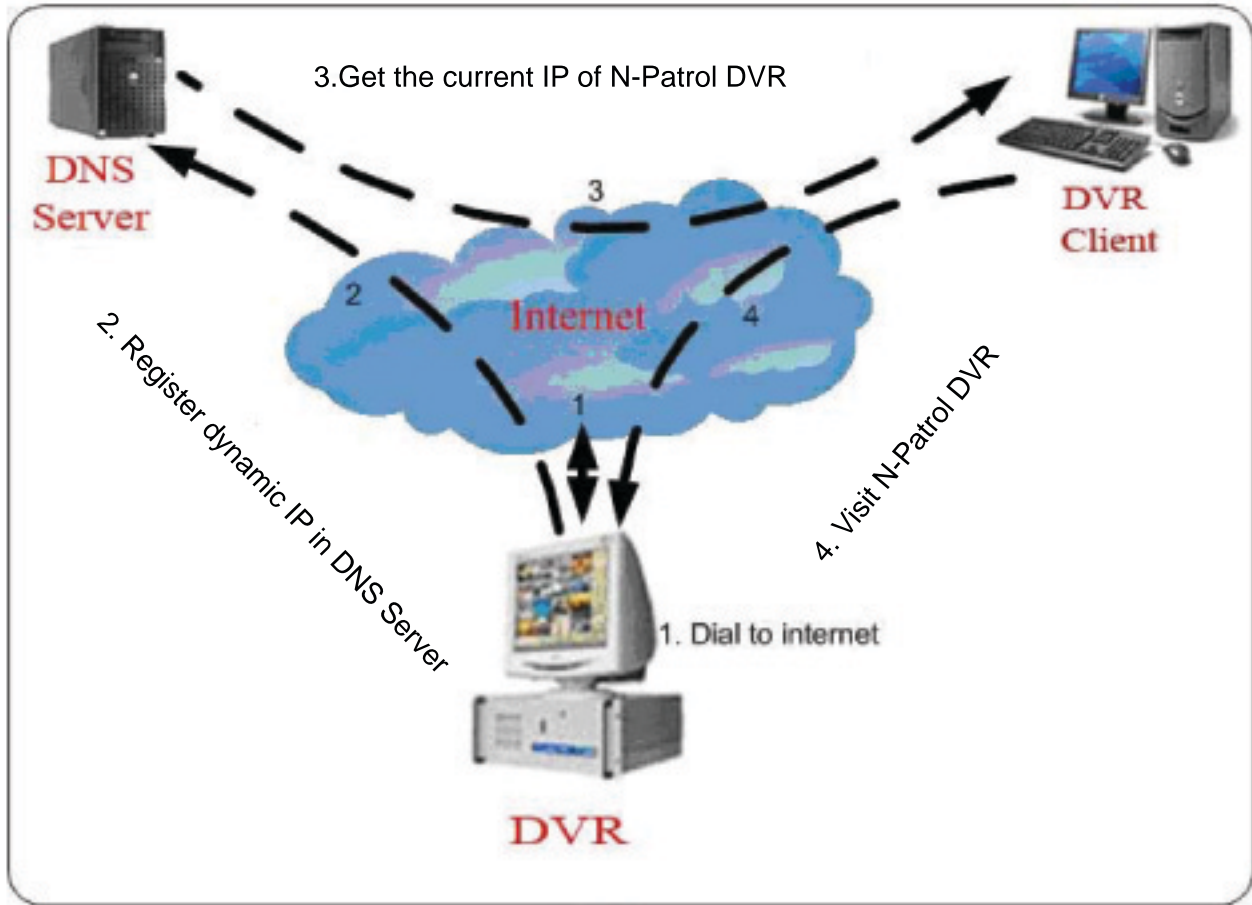 3.Get the current IP of N-Patrol DVR
DNS
Server
DVR
Client
3
2
Internet
4
1
2. Register dynamic IP in DNS Server
4. Visit N-Patrol DVR
1. Dial to internet
DVR